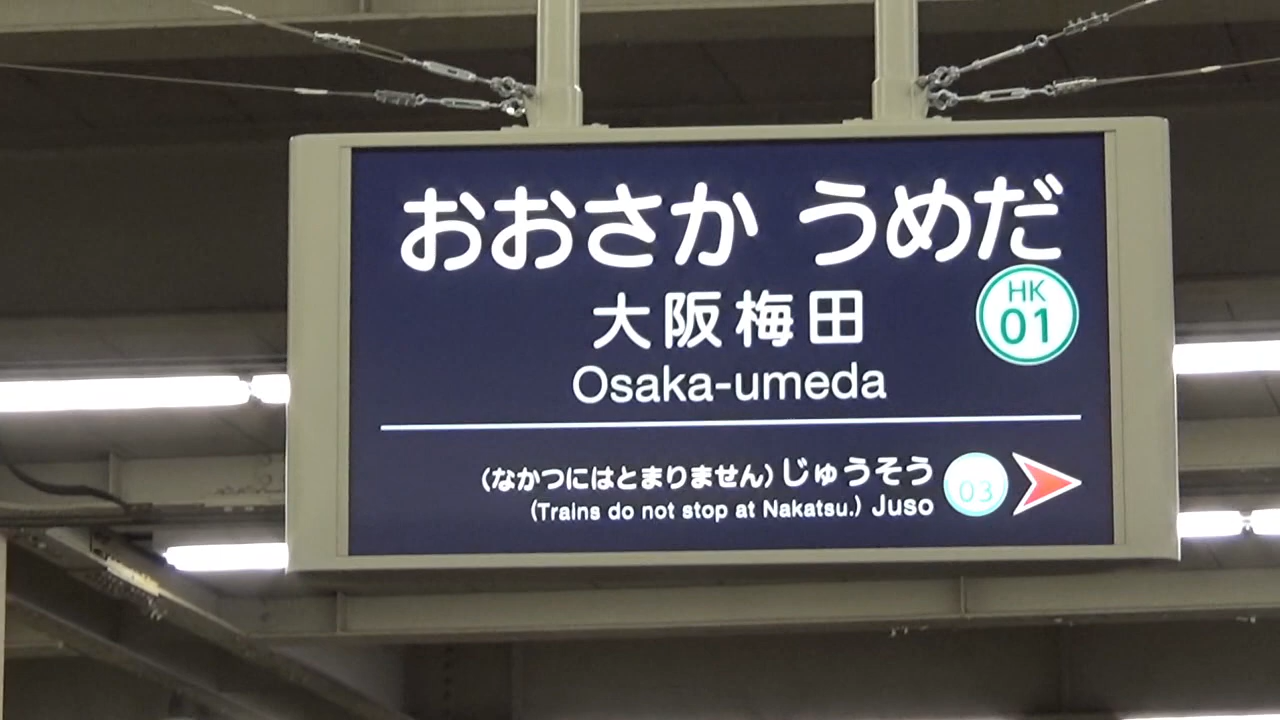 おおさか うめだ
大阪梅田
HK
01
Osaka-umeda
(なかつにはとまりません) じゅうそう
03
(Trains do not stop at Nakatsu.) Juso